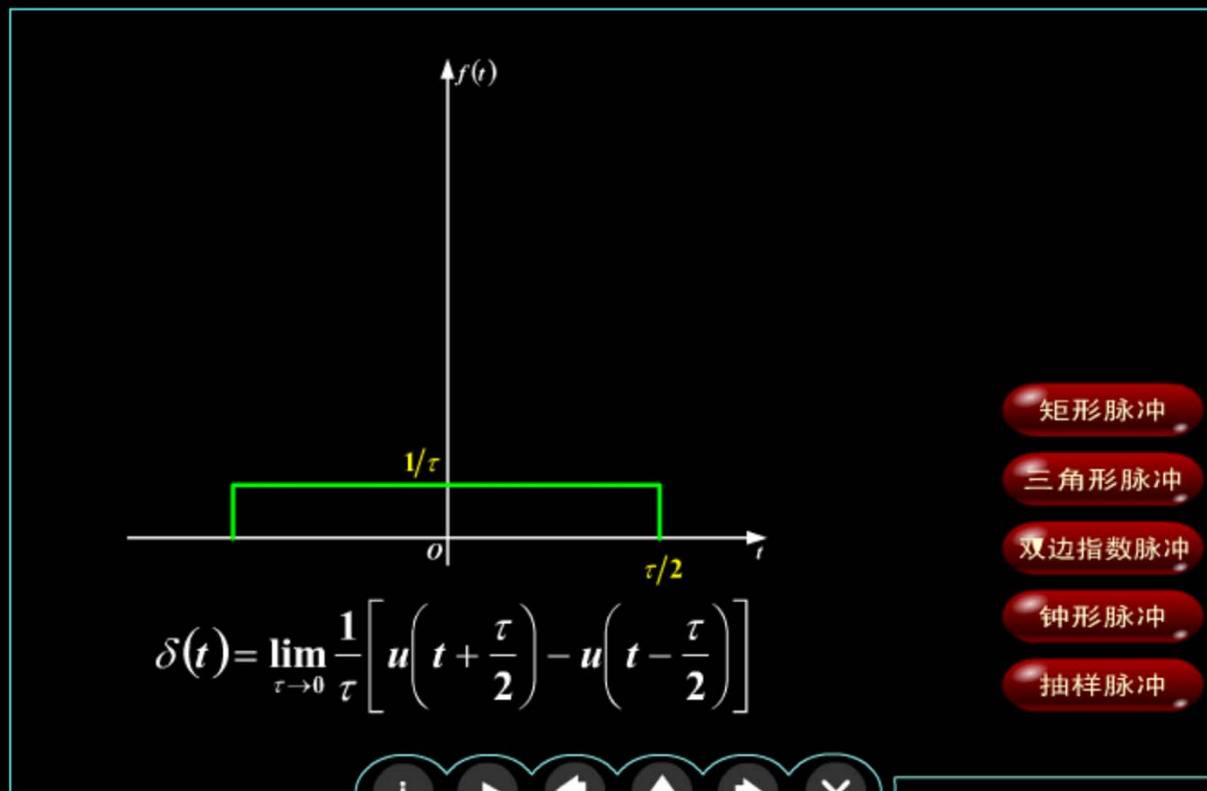 f(t)
1/τ
O
t
τ/2
δ(t)= lim τ→0 1/τ [ u( t + τ/2 ) − u( t − τ/2 ) ]
矩形脉冲
三角形脉冲
双边指数脉冲
钟形脉冲
抽样脉冲